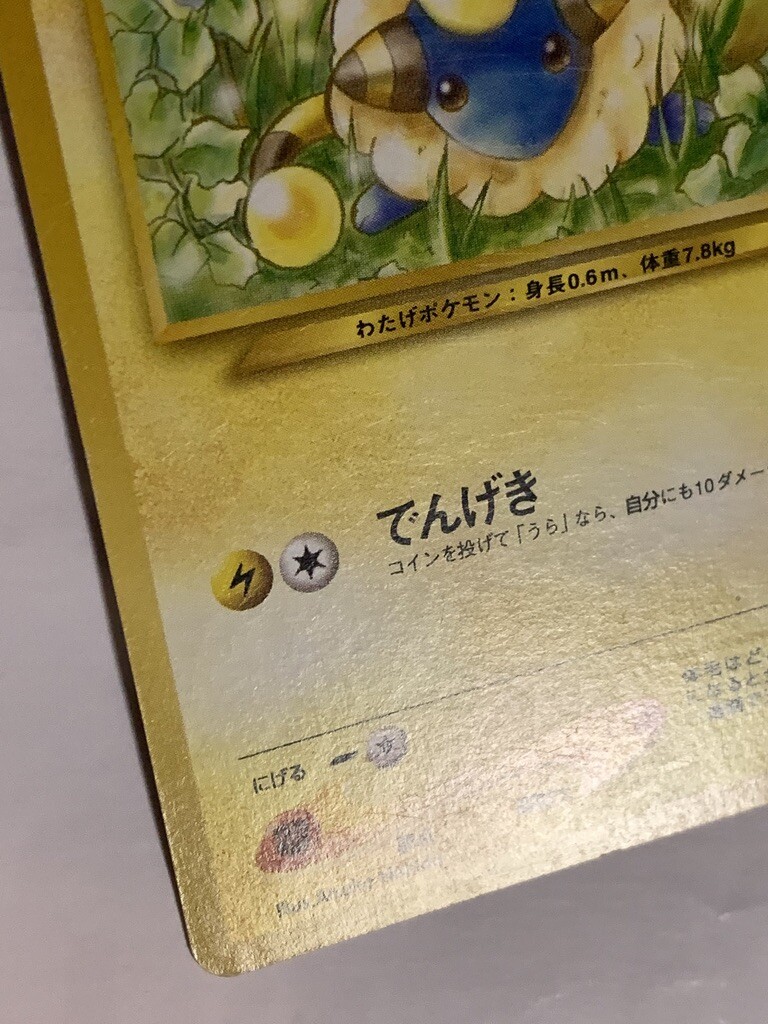 わたげポケモン：身長0.6m、体重7.8kg
でんげき
コインを投げて「うら」なら、自分にも10ダメー
にげる